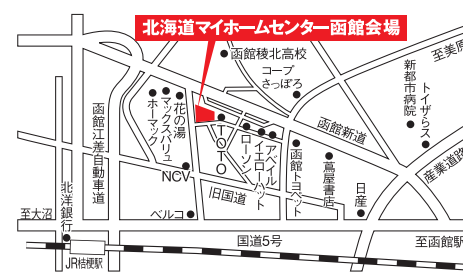 北海道マイホームセンター函館会場
函館稜北高校
コープ
さっぽろ
至美原
新都市病院
トイザらス
函館新道
産業道路
ホーマック
マックスバリュ
花の湯
TOTO
ローソン
イエローハット
アベイル
函館トヨペット
蔦屋書店
日産
函館江差自動車道
NCV
旧国道
ベルコ
北洋銀行
至大沼
国道5号
至函館駅
JR桔梗駅